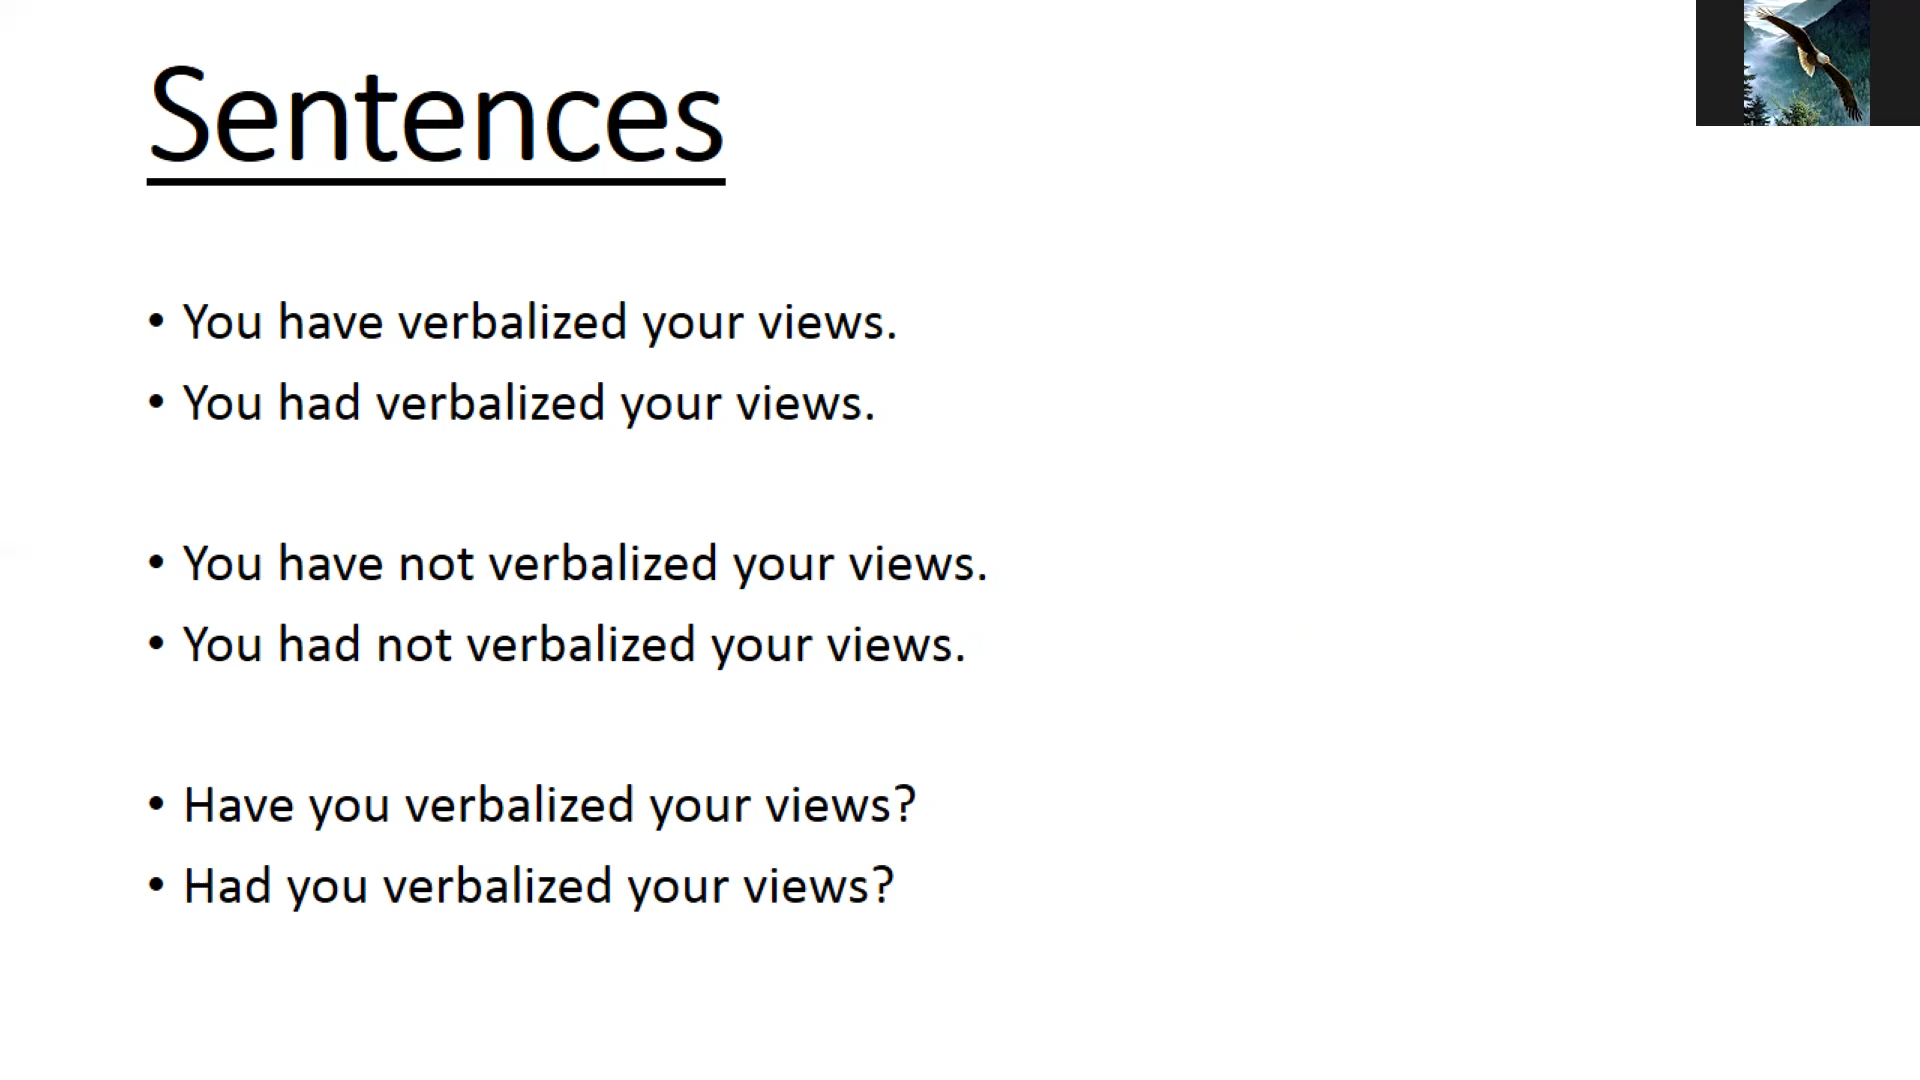 Sentences
• You have verbalized your views.
• You had verbalized your views.
• You have not verbalized your views.
• You had not verbalized your views.
• Have you verbalized your views?
• Had you verbalized your views?